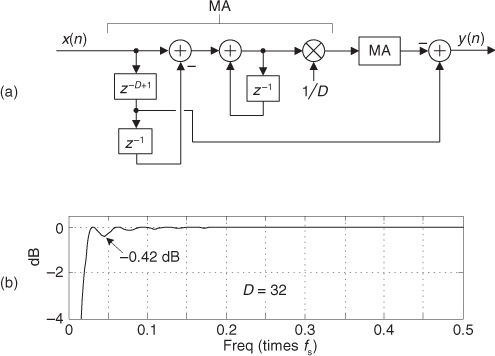 MA
x(n)
y(n)
(a)
+
−
+
×
MA
−
+
z−D+1
z−1
1/D
z−1
(b)
dB
0
−2
−4
−0.42 dB
D = 32
0
0.1
0.2
0.3
0.4
0.5
Freq (times fs)